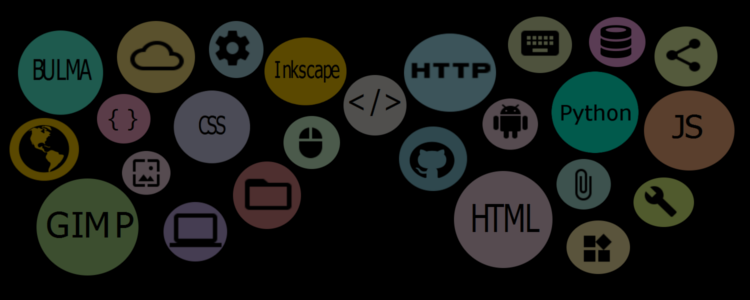 BULMA
Inkscape
HTTP
{ }
CSS
</>
Python
JS
GIMP
HTML